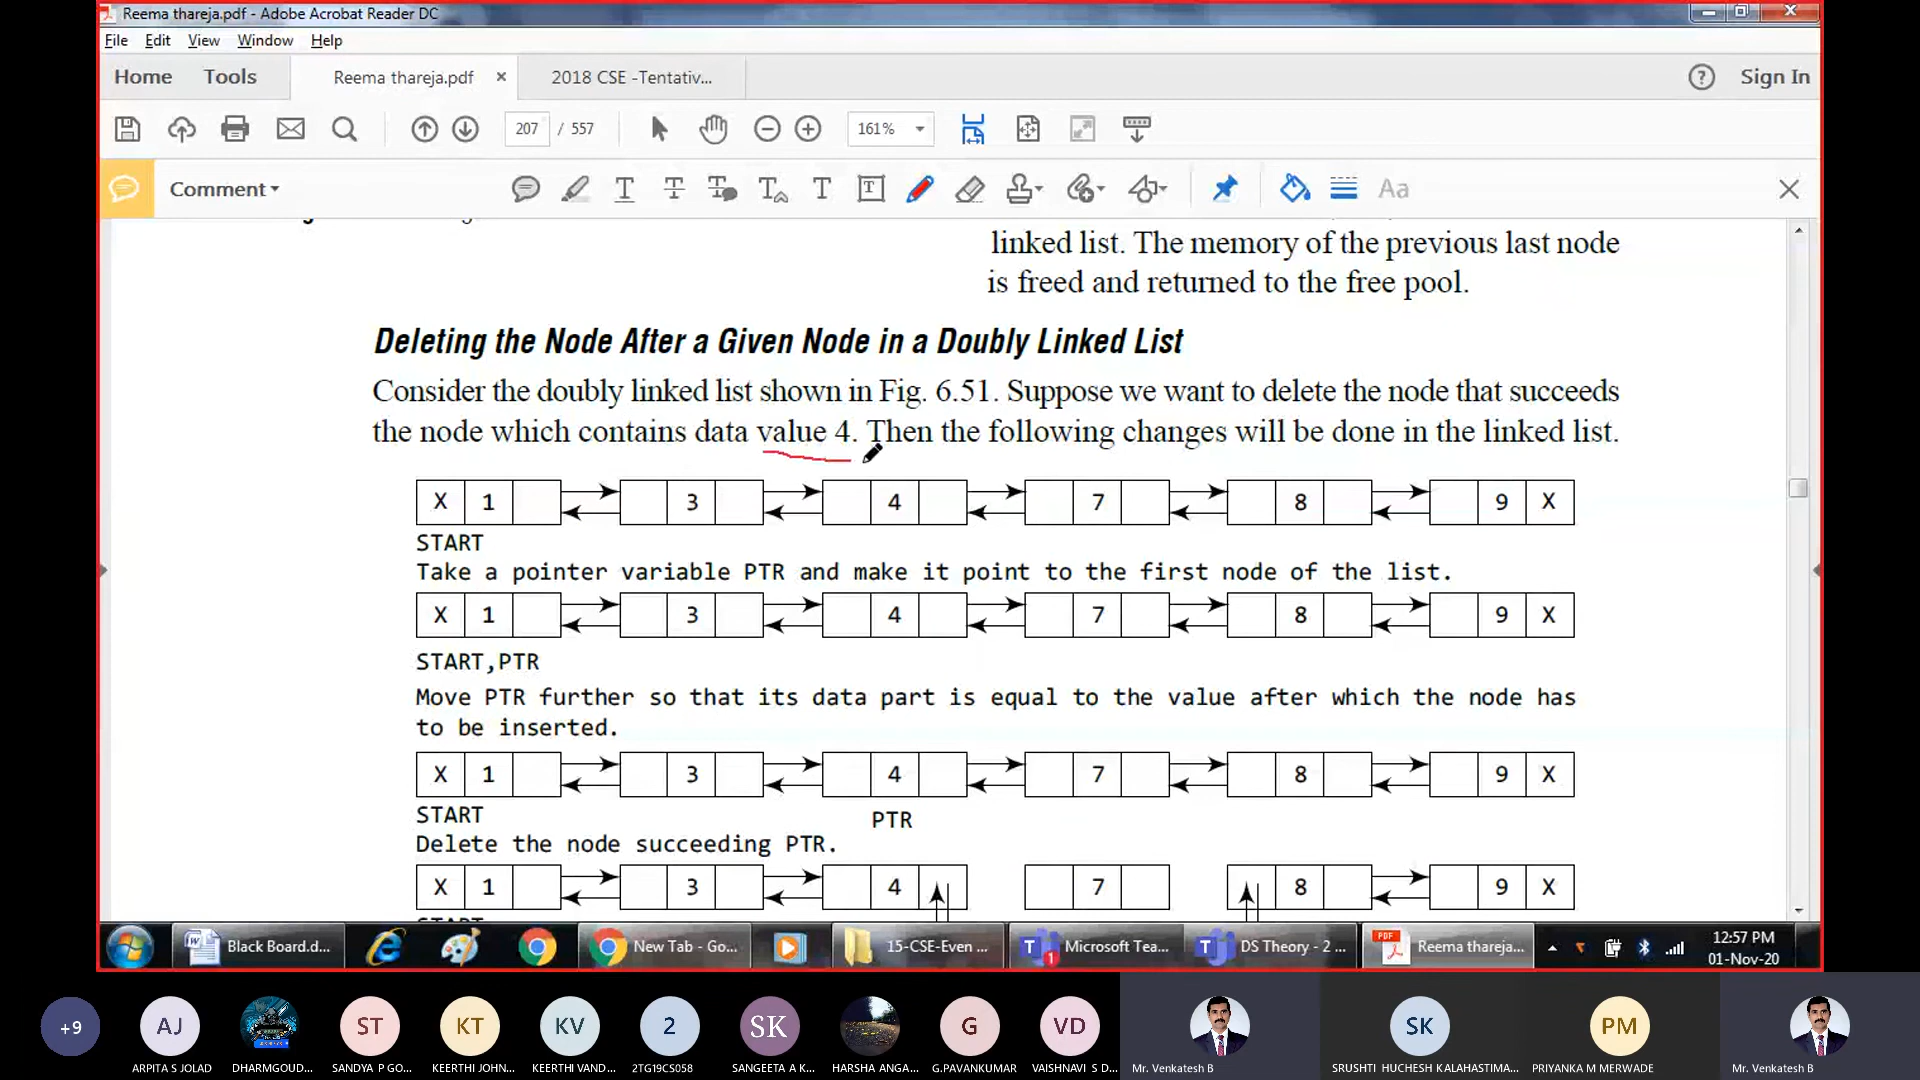 Reema thareja.pdf - Adobe Acrobat Reader DC
File Edit View Window Help
Home Tools Reema thareja.pdf × 2018 CSE -Tentativ... Sign In
207 / 557 161%
Comment
linked list. The memory of the previous last node
is freed and returned to the free pool.
Deleting the Node After a Given Node in a Doubly Linked List
Consider the doubly linked list shown in Fig. 6.51. Suppose we want to delete the node that succeeds
the node which contains data value 4. Then the following changes will be done in the linked list.
X 1 3 4 7 8 9 X
START
Take a pointer variable PTR and make it point to the first node of the list.
X 1 3 4 7 8 9 X
START,PTR
Move PTR further so that its data part is equal to the value after which the node has
to be inserted.
X 1 3 4 7 8 9 X
START PTR
Delete the node succeeding PTR.
X 1 3 4 7 8 9 X
Black Board.d... New Tab - Go... 15-CSE-Even ... Microsoft Tea... DS Theory - 2 ... Reema thareja... 12:57 PM
01-Nov-20
+9 AJ ST KT KV 2 SK G VD SK PM
ARPITA S JOLAD DHARMGOUD... SANDYA P GO... KEERTHI JOHN... KEERTHI VAND... 2TG19CS058 SANGEETA A K... HARSHA ANGA... G.PAVANKUMAR VAISHNAVI S D... Mr. Venkatesh B SRUSHTI HUCHESH KALAHASTIMA... PRIYANKA M MERWADE Mr. Venkatesh B